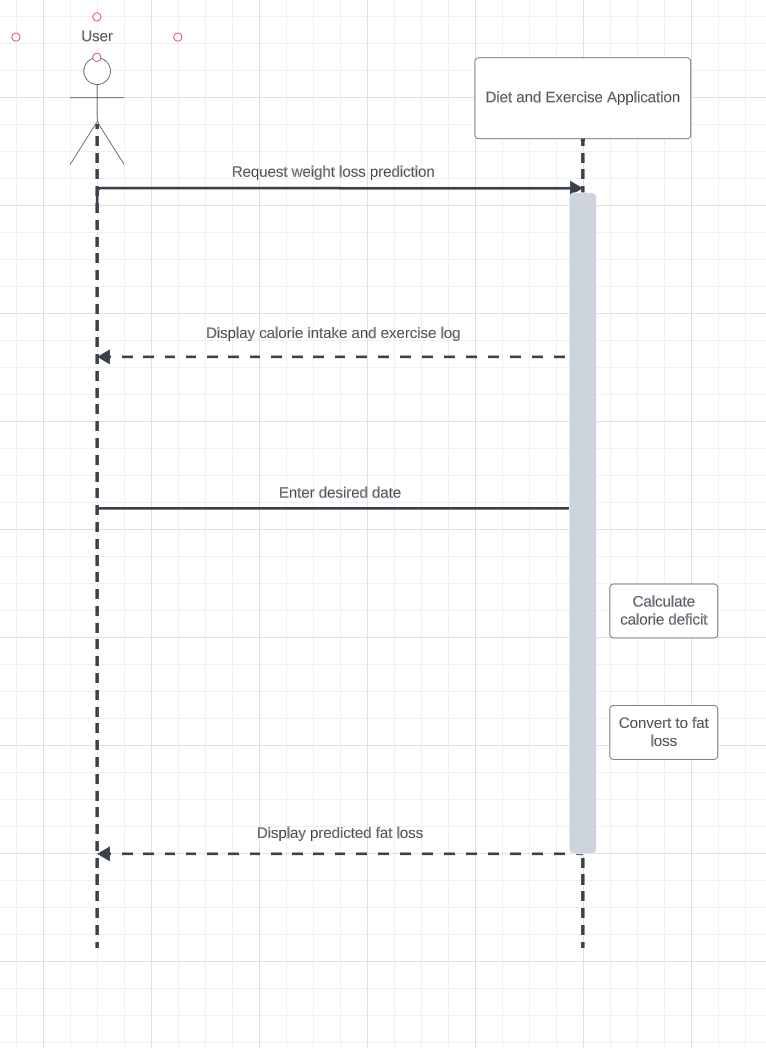 User
Diet and Exercise Application
Request weight loss prediction
Display calorie intake and exercise log
Enter desired date
Calculate
calorie deficit
Convert to fat
loss
Display predicted fat loss